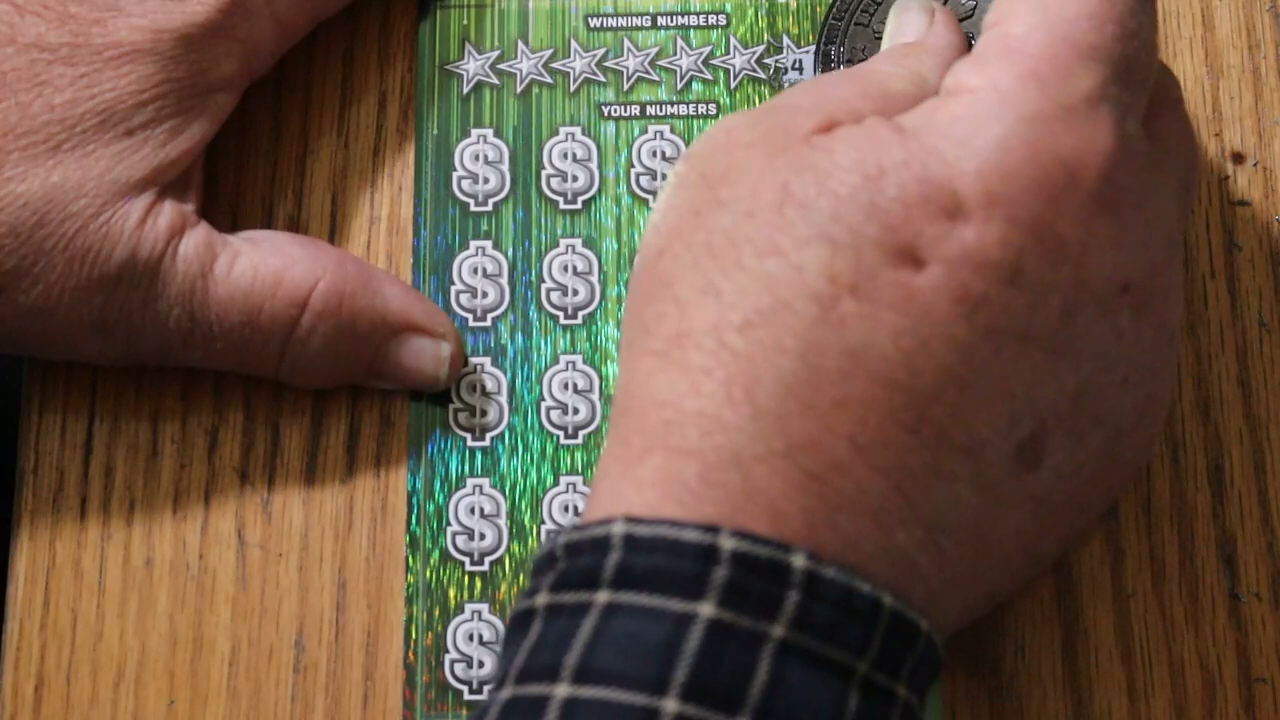 WINNING NUMBERS
YOUR NUMBERS
$ $ $
$ $
$ $
$ $
$